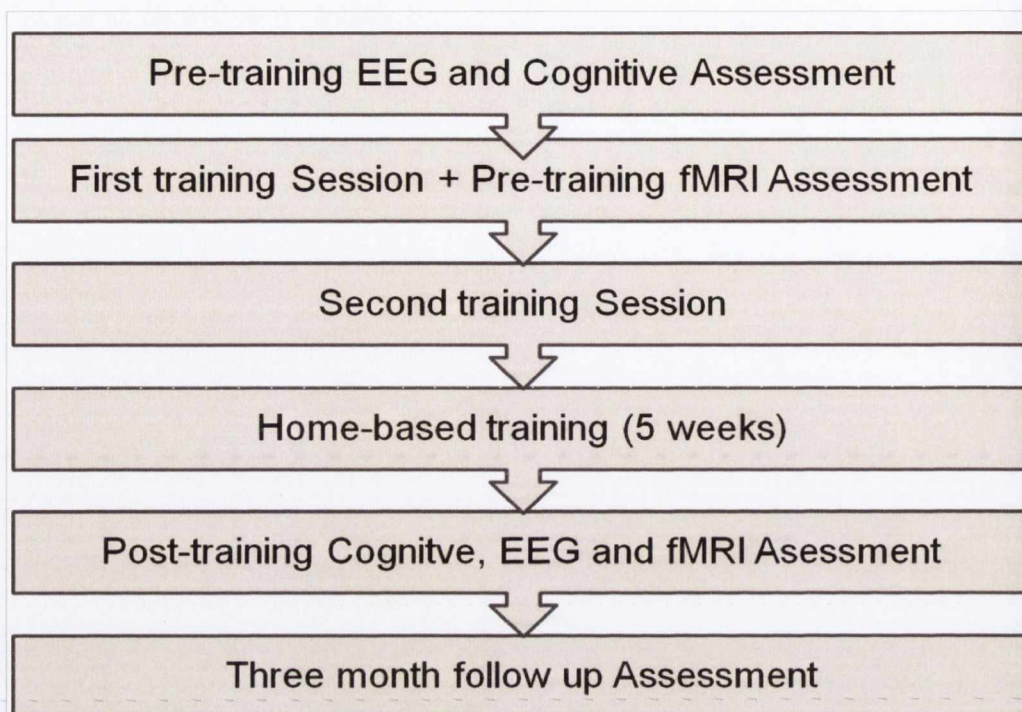 Pre-training EEG and Cognitive Assessment
First training Session + Pre-training fMRI Assessment
Second training Session
Home-based training (5 weeks)
Post-training Cognitve, EEG and fMRI Asessment
Three month follow up Assessment